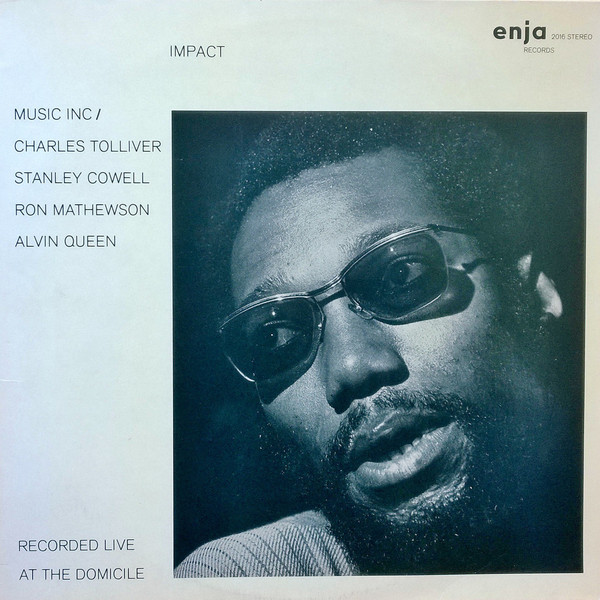 enja 2016 STEREO
RECORDS
IMPACT
MUSIC INC/
CHARLES TOLLIVER
STANLEY COWELL
RON MATHEWSON
ALVIN QUEEN
RECORDED LIVE
AT THE DOMICILE